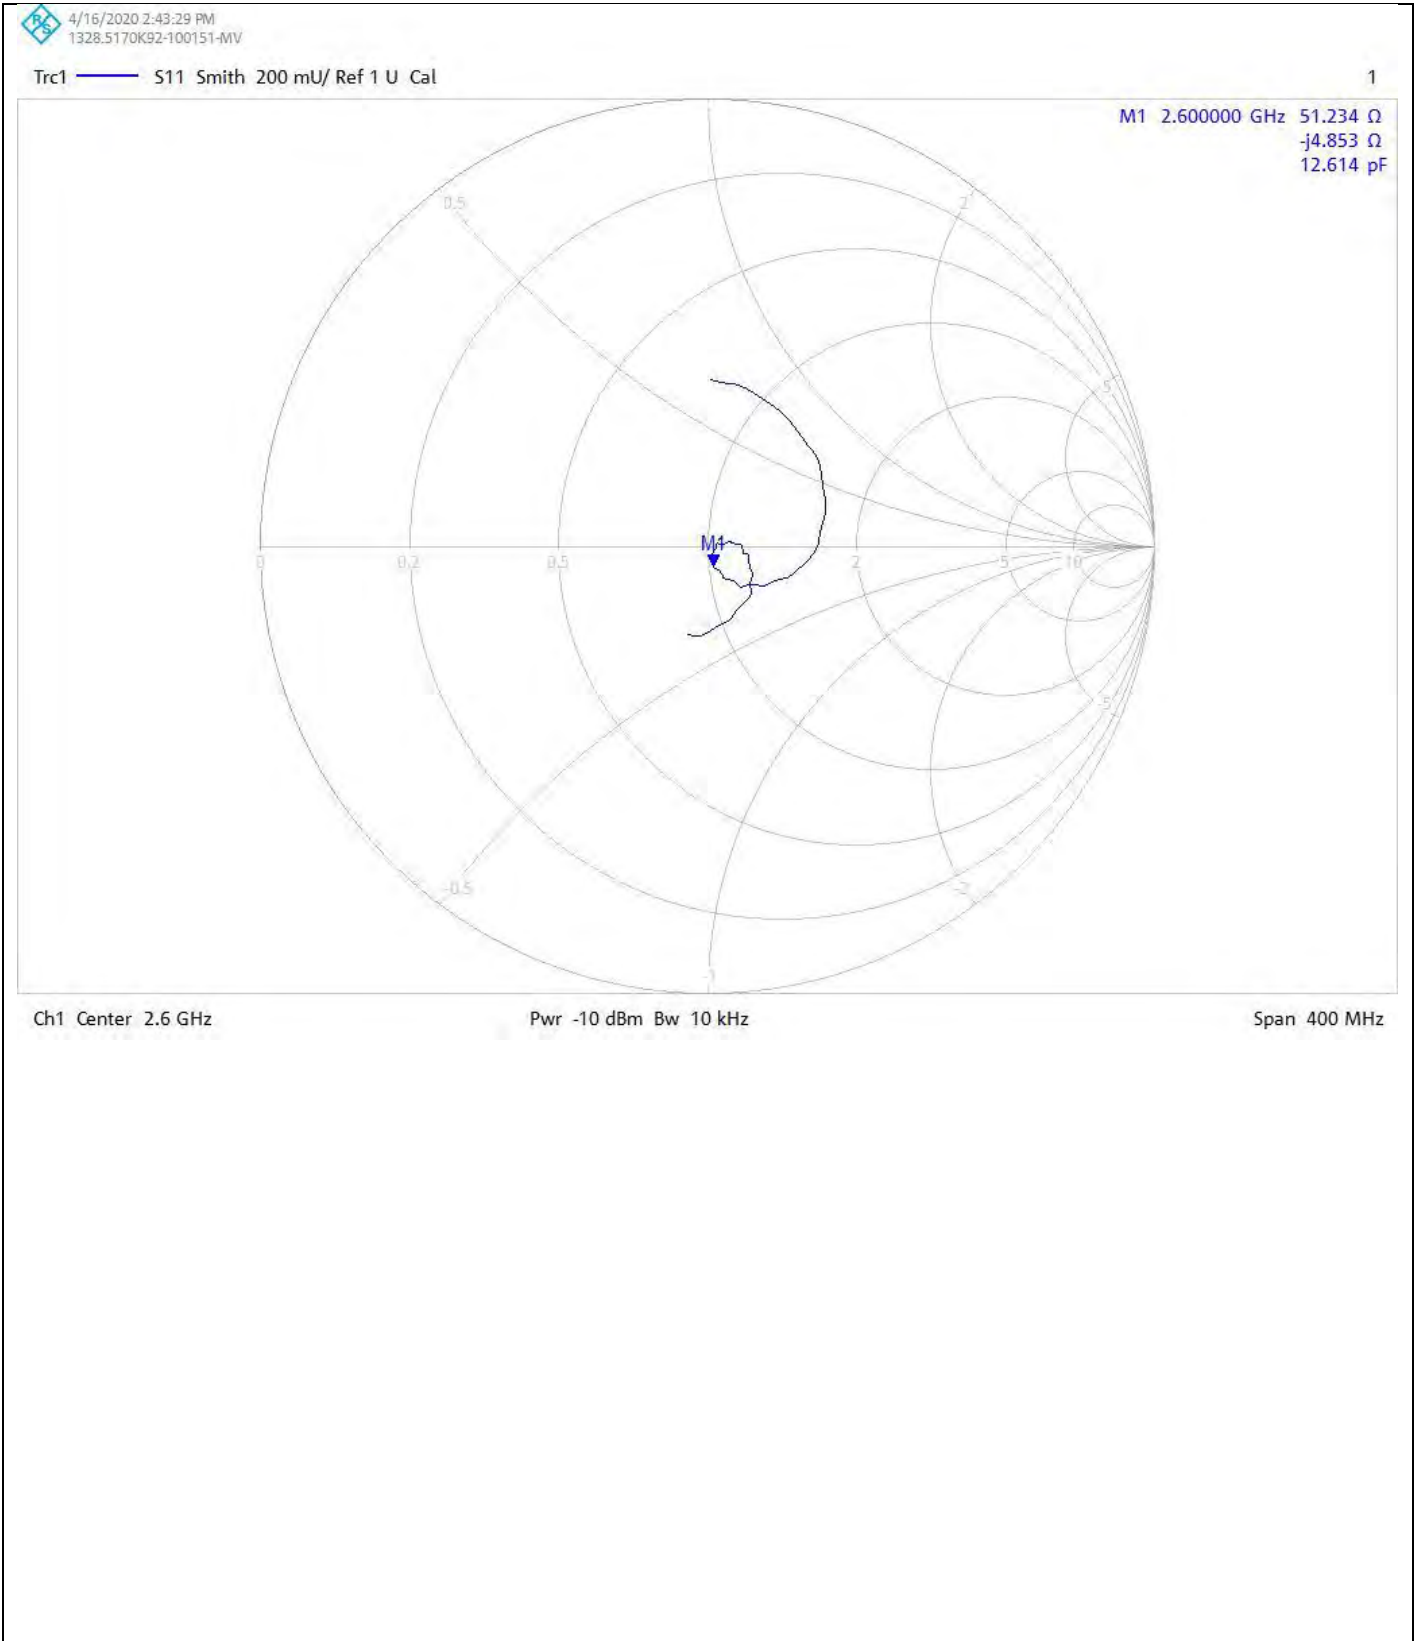 R&S
4/16/2020 2:43:29 PM
1328.5170K92-100151-MV
Trc1 S11 Smith 200 mU/ Ref 1 U Cal 1
M1 2.600000 GHz 51.234 Ω
-j4.853 Ω
12.614 pF
0.5
2
5
M1
0
0.2
0.5
2
5
10
-5
-0.5
-2
-1
Ch1 Center 2.6 GHz Pwr -10 dBm Bw 10 kHz Span 400 MHz